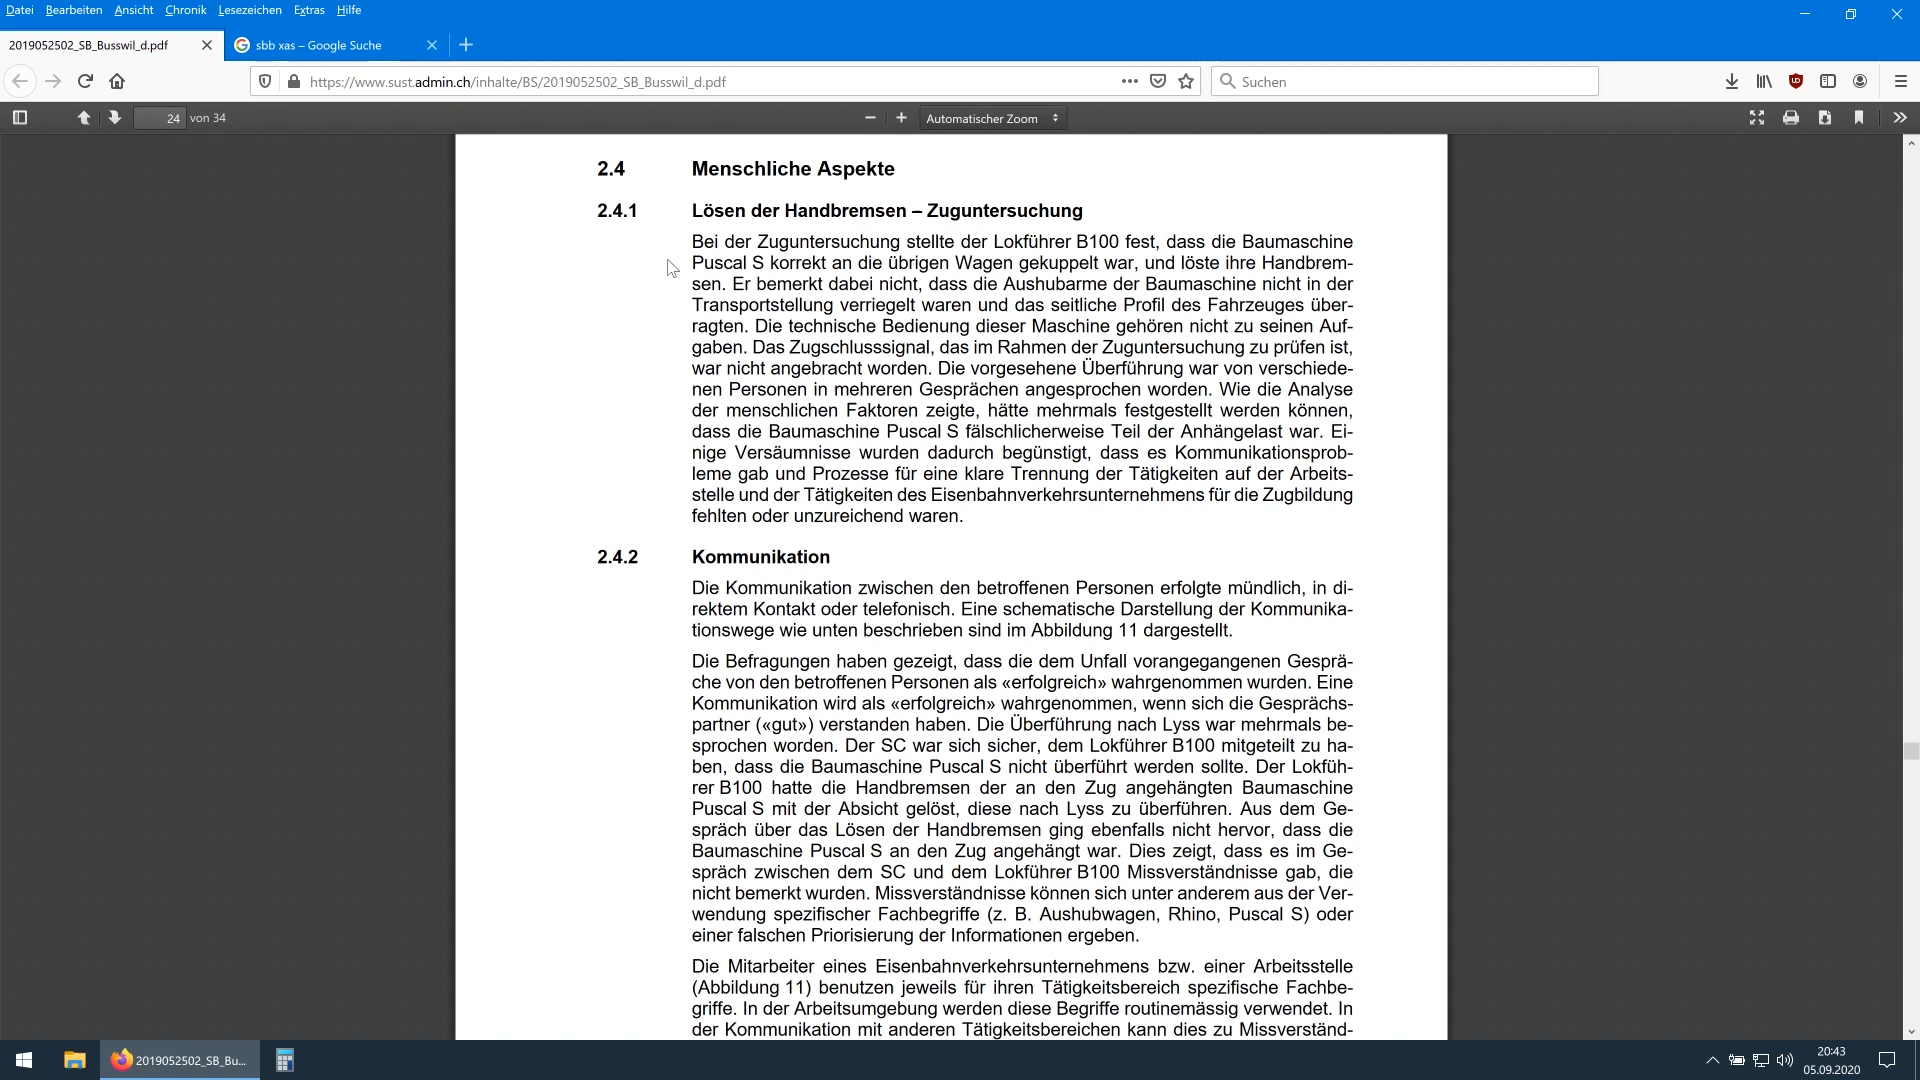 Datei Bearbeiten Ansicht Chronik Lesezeichen Extras Hilfe
2019052502_SB_Busswil_d.pdf sbb xas – Google Suche
https://www.sust.admin.ch/inhalte/BS/2019052502_SB_Busswil_d.pdf Suchen
24 von 34 Automatischer Zoom
2.4 Menschliche Aspekte
2.4.1 Lösen der Handbremsen – Zuguntersuchung
Bei der Zuguntersuchung stellte der Lokführer B100 fest, dass die Baumaschine
Puscal S korrekt an die übrigen Wagen gekuppelt war, und löste ihre Handbrem-
sen. Er bemerkt dabei nicht, dass die Aushubarme der Baumaschine nicht in der
Transportstellung verriegelt waren und das seitliche Profil des Fahrzeuges über-
ragten. Die technische Bedienung dieser Maschine gehören nicht zu seinen Auf-
gaben. Das Zugschlusssignal, das im Rahmen der Zuguntersuchung zu prüfen ist,
war nicht angebracht worden. Die vorgesehene Überführung war von verschiede-
nen Personen in mehreren Gesprächen angesprochen worden. Wie die Analyse
der menschlichen Faktoren zeigte, hätte mehrmals festgestellt werden können,
dass die Baumaschine Puscal S fälschlicherweise Teil der Anhängelast war. Ei-
nige Versäumnisse wurden dadurch begünstigt, dass es Kommunikationsprob-
leme gab und Prozesse für eine klare Trennung der Tätigkeiten auf der Arbeits-
stelle und der Tätigkeiten des Eisenbahnverkehrsunternehmens für die Zugbildung
fehlten oder unzureichend waren.
2.4.2 Kommunikation
Die Kommunikation zwischen den betroffenen Personen erfolgte mündlich, in di-
rektem Kontakt oder telefonisch. Eine schematische Darstellung der Kommunika-
tionswege wie unten beschrieben sind im Abbildung 11 dargestellt.
Die Befragungen haben gezeigt, dass die dem Unfall vorangegangenen Gesprä-
che von den betroffenen Personen als «erfolgreich» wahrgenommen wurden. Eine
Kommunikation wird als «erfolgreich» wahrgenommen, wenn sich die Gesprächs-
partner («gut») verstanden haben. Die Überführung nach Lyss war mehrmals be-
sprochen worden. Der SC war sich sicher, dem Lokführer B100 mitgeteilt zu ha-
ben, dass die Baumaschine Puscal S nicht überführt werden sollte. Der Lokfüh-
rer B100 hatte die Handbremsen der an den Zug angehängten Baumaschine
Puscal S mit der Absicht gelöst, diese nach Lyss zu überführen. Aus dem Ge-
spräch über das Lösen der Handbremsen ging ebenfalls nicht hervor, dass die
Baumaschine Puscal S an den Zug angehängt war. Dies zeigt, dass es im Ge-
spräch zwischen dem SC und dem Lokführer B100 Missverständnisse gab, die
nicht bemerkt wurden. Missverständnisse können sich unter anderem aus der Ver-
wendung spezifischer Fachbegriffe (z. B. Aushubwagen, Rhino, Puscal S) oder
einer falschen Priorisierung der Informationen ergeben.
Die Mitarbeiter eines Eisenbahnverkehrsunternehmens bzw. einer Arbeitsstelle
(Abbildung 11) benutzen jeweils für ihren Tätigkeitsbereich spezifische Fachbe-
griffe. In der Arbeitsumgebung werden diese Begriffe routinemässig verwendet. In
der Kommunikation mit anderen Tätigkeitsbereichen kann dies zu Missverständ-
2019052502_SB_Bu... 20:43
05.09.2020